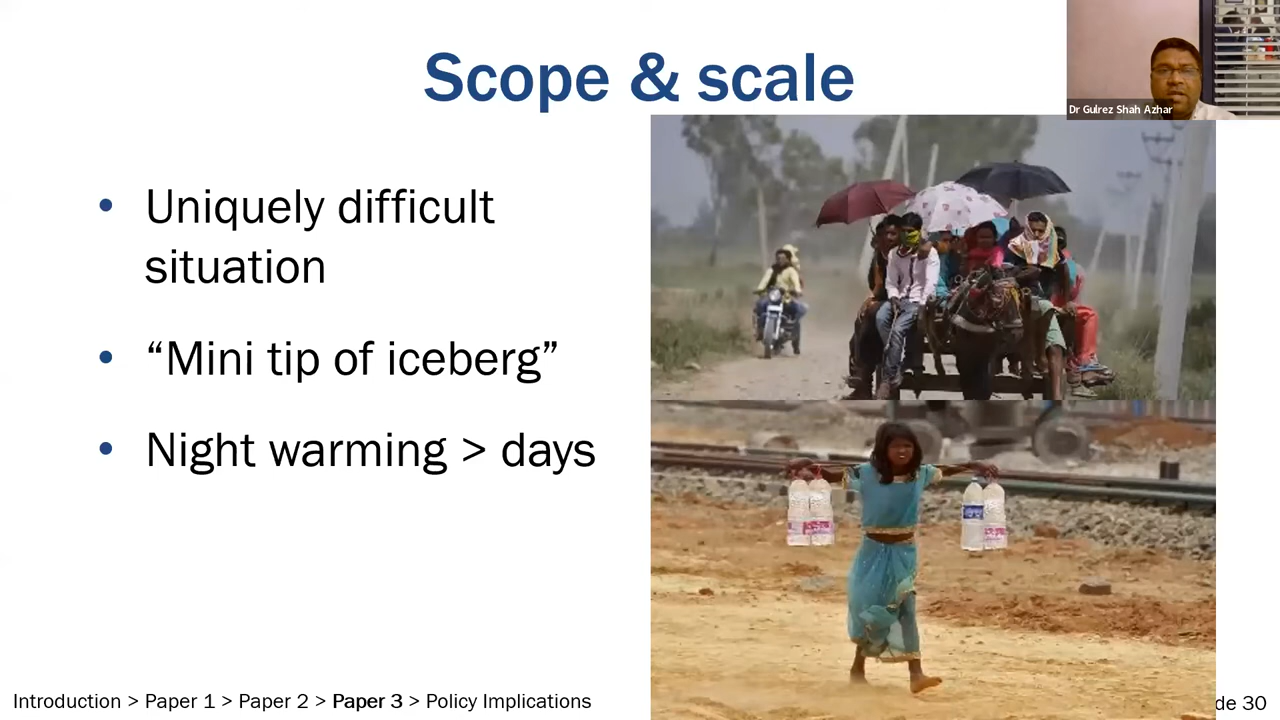 Scope & scale
Dr Gulrez Shah Azhar
• Uniquely difficult
situation
• “Mini tip of iceberg”
• Night warming > days
Introduction > Paper 1 > Paper 2 > Paper 3 > Policy Implications
de 30